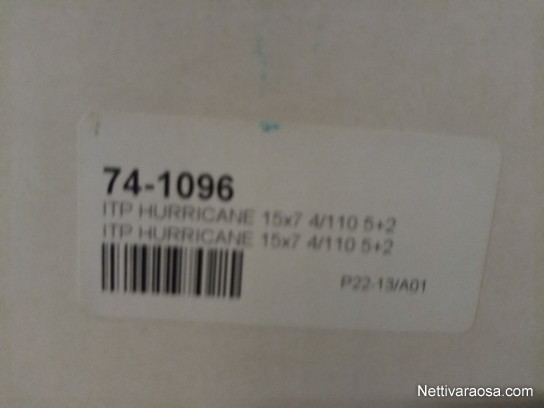 74-1096
ITP HURRICANE 15x7 4/110 5+2
ITP HURRICANE 15x7 4/110 5+2
P22-13/A01
Nettivaraosa.com